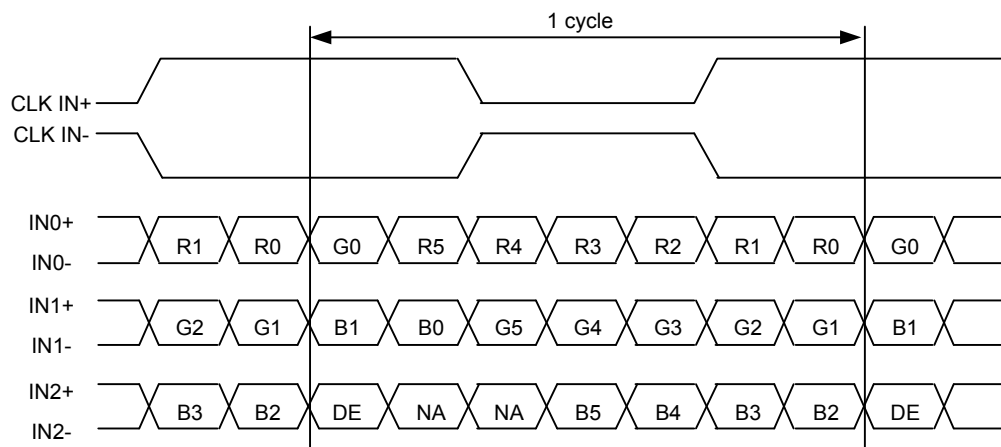 1 cycle
CLK IN+
CLK IN-
IN0+
R1 R0 G0 R5 R4 R3 R2 R1 R0 G0
IN0-
IN1+
G2 G1 B1 B0 G5 G4 G3 G2 G1 B1
IN1-
IN2+
B3 B2 DE NA NA B5 B4 B3 B2 DE
IN2-